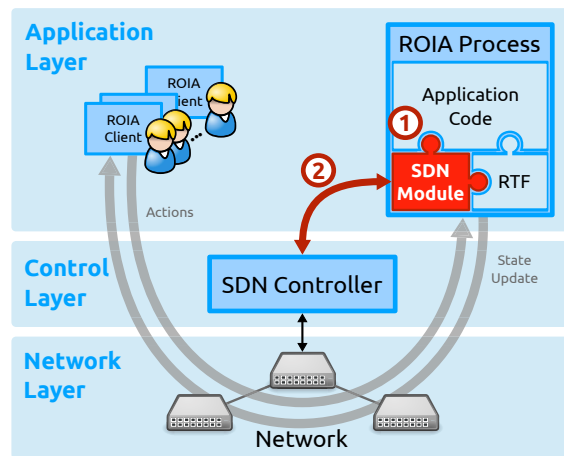 Application
Layer
ROIA
Client
ROIA
Client
ROIA Process
Application
Code
1
SDN
Module
RTF
2
Actions
State
Update
Control
Layer
SDN Controller
Network
Layer
Network